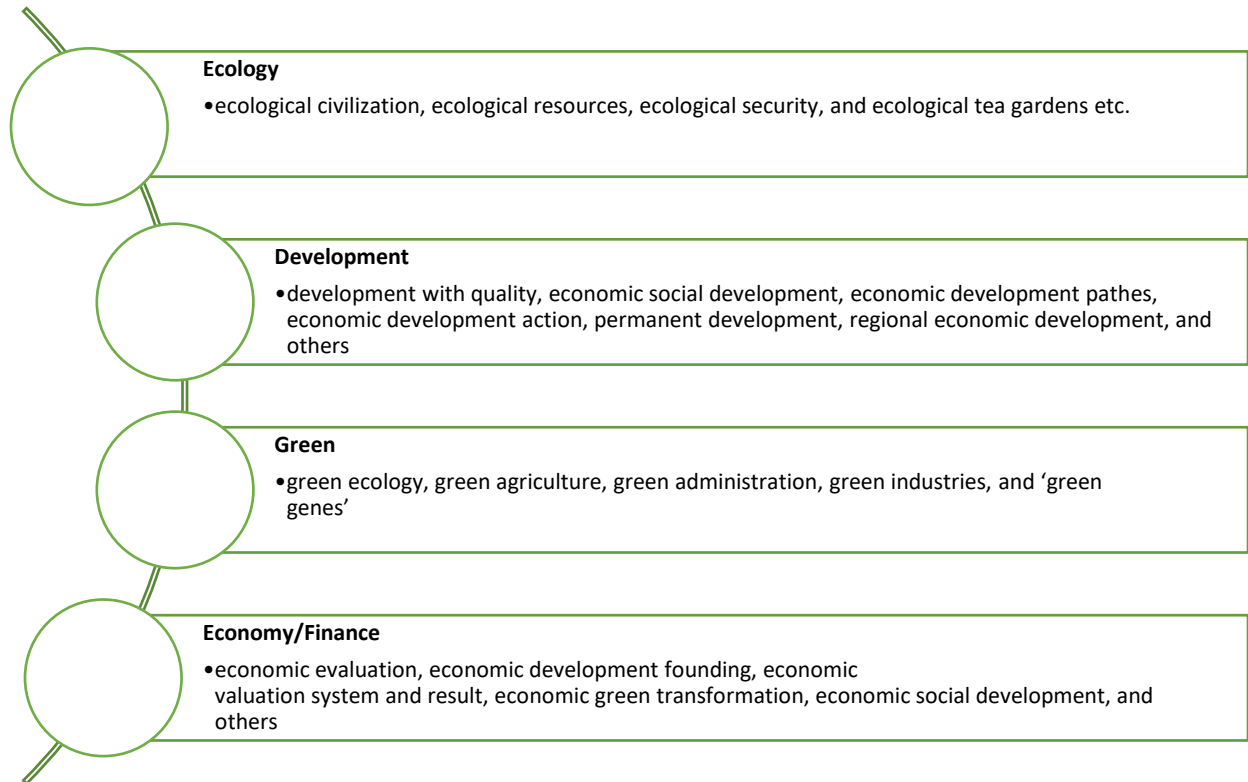 Ecology
•ecological civilization, ecological resources, ecological security, and ecological tea gardens etc.
Development
•development with quality, economic social development, economic development pathes,
economic development action, permanent development, regional economic development, and
others
Green
•green ecology, green agriculture, green administration, green industries, and ‘green
genes’
Economy/Finance
•economic evaluation, economic development founding, economic
valuation system and result, economic green transformation, economic social development, and
others